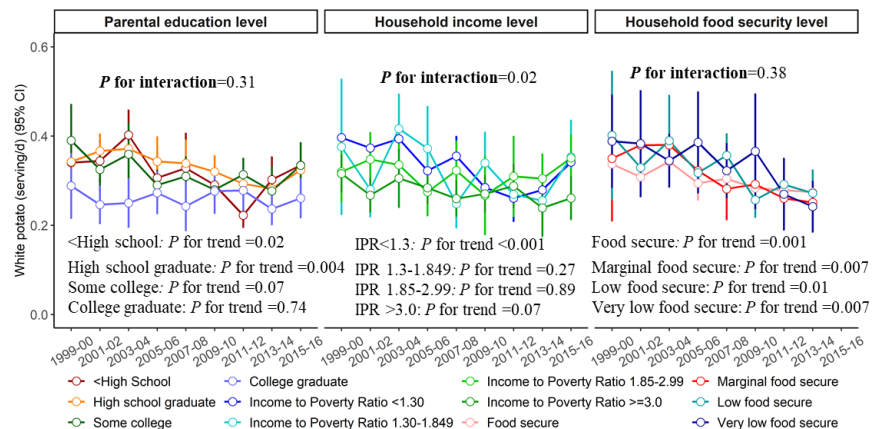 Parental education level
Household income level
Household food security level
White potato (serving/d) (95% CI)
0.6
0.4
0.2
0.0
P for interaction=0.31
<High school: P for trend =0.02
High school graduate: P for trend =0.004
Some college: P for trend =0.07
College graduate: P for trend =0.74
P for interaction=0.02
IPR<1.3: P for trend <0.001
IPR 1.3-1.849: P for trend =0.27
IPR 1.85-2.99: P for trend =0.89
IPR >3.0: P for trend =0.07
P for interaction=0.38
Food secure: P for trend =0.001
Marginal food secure: P for trend =0.007
Low food secure: P for trend =0.01
Very low food secure: P for trend =0.007
1999-00
2001-02
2003-04
2005-06
2007-08
2009-10
2011-12
2013-14
2015-16
1999-00
2001-02
2003-04
2005-06
2007-08
2009-10
2011-12
2013-14
2015-16
1999-00
2001-02
2003-04
2005-06
2007-08
2009-10
2011-12
2013-14
2015-16
<High School
High school graduate
Some college
College graduate
Income to Poverty Ratio <1.30
Income to Poverty Ratio 1.30-1.849
Income to Poverty Ratio 1.85-2.99
Income to Poverty Ratio >=3.0
Food secure
Marginal food secure
Low food secure
Very low food secure